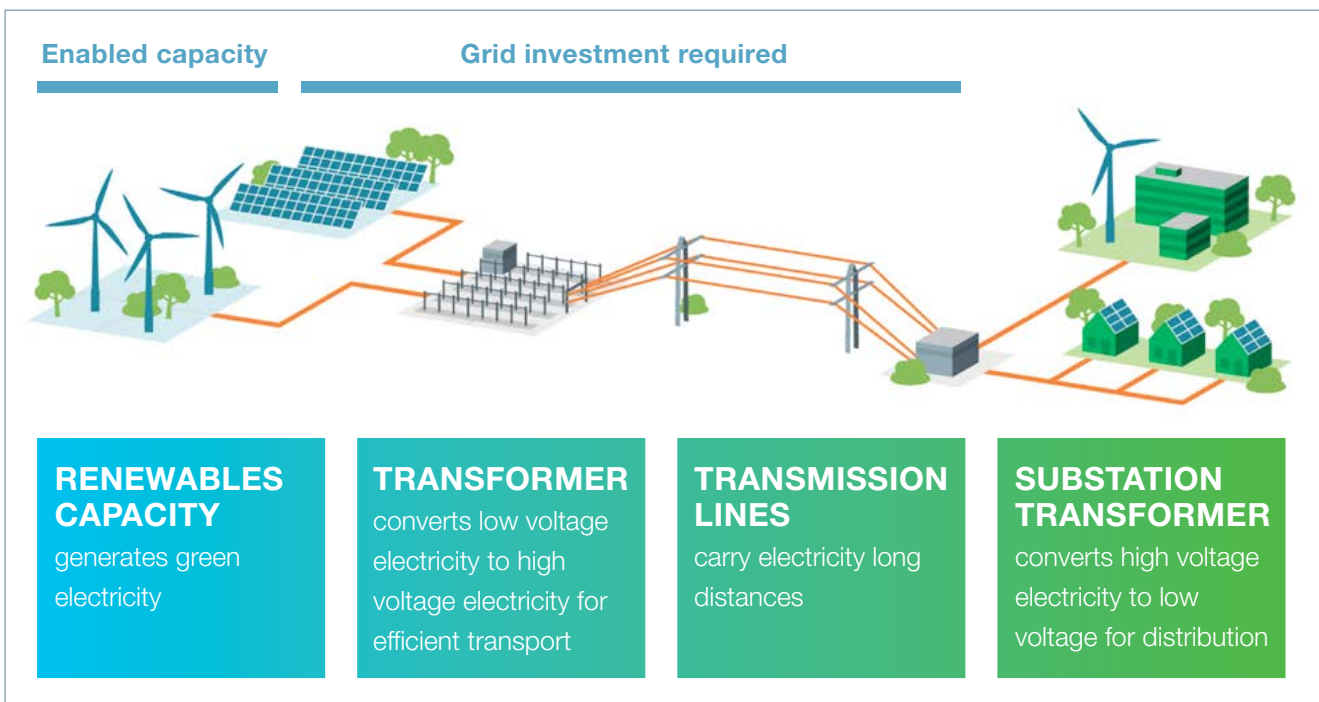 Enabled capacity
Grid investment required
RENEWABLES
CAPACITY
generates green
electricity
TRANSFORMER
converts low voltage
electricity to high
voltage electricity for
efficient transport
TRANSMISSION
LINES
carry electricity long
distances
SUBSTATION
TRANSFORMER
converts high voltage
electricity to low
voltage for distribution